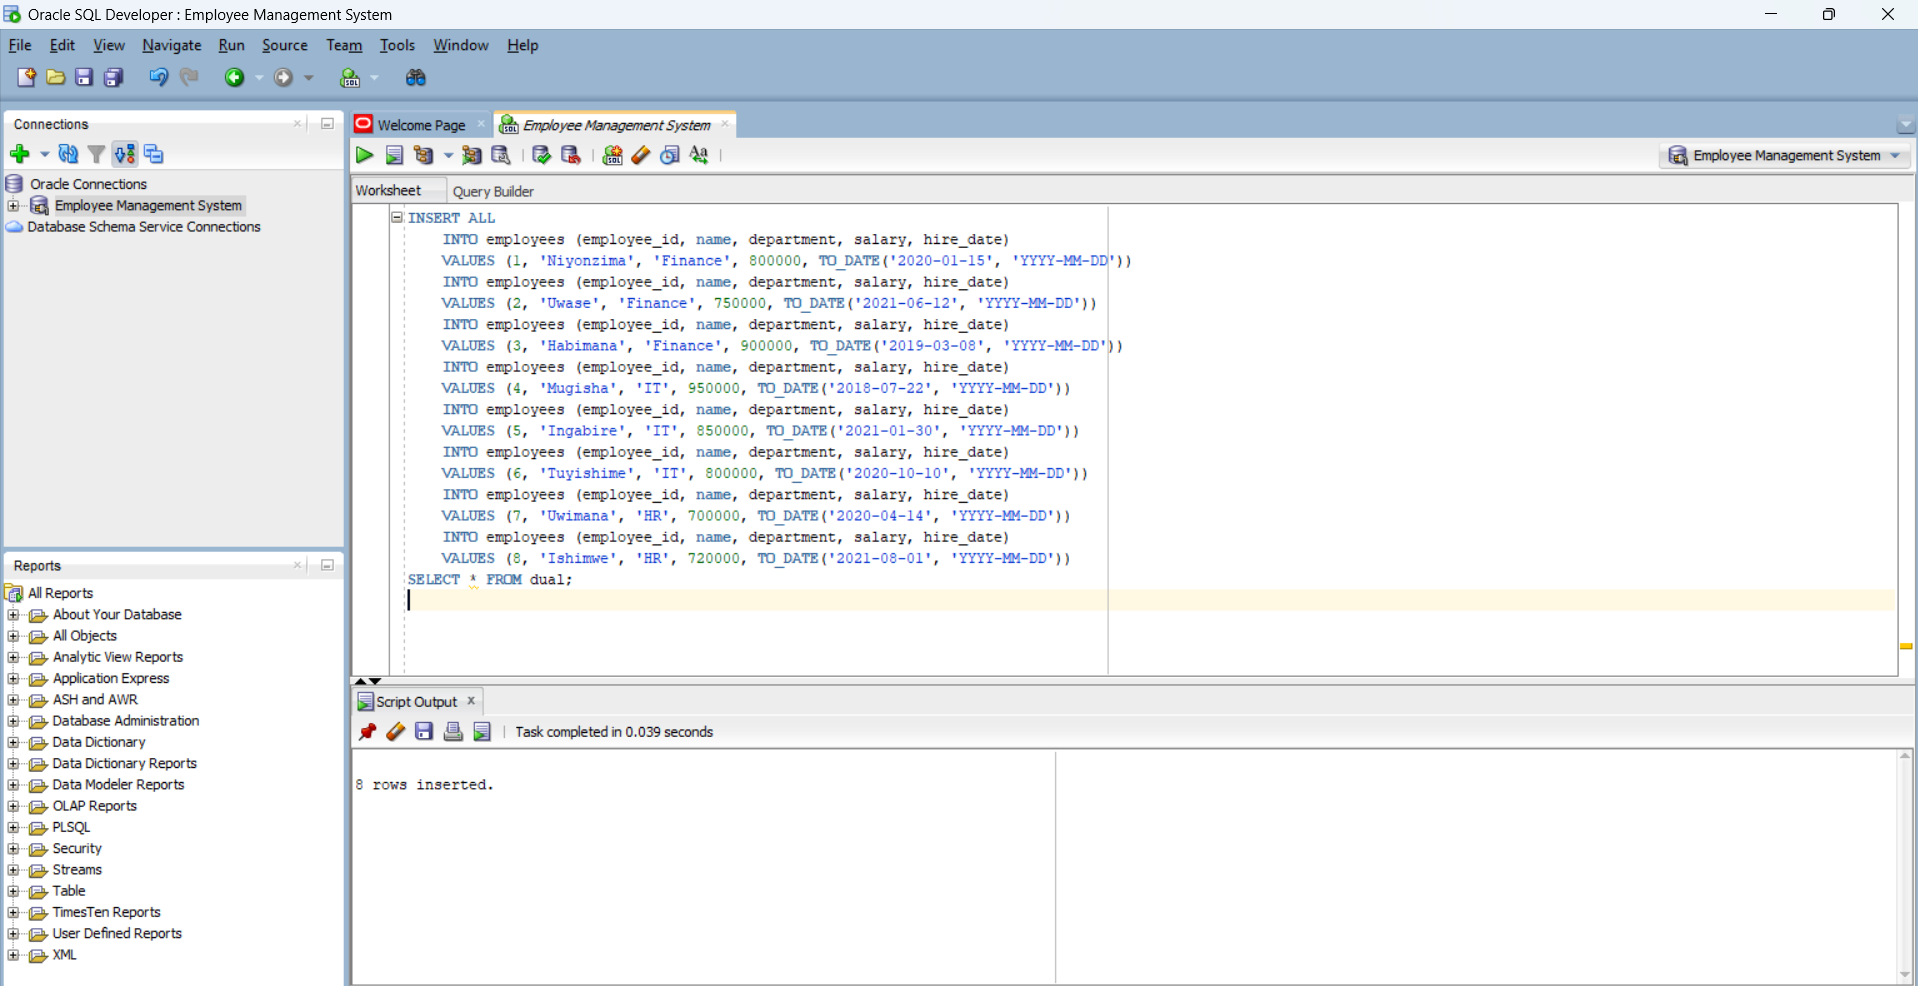 Oracle SQL Developer : Employee Management System
File Edit View Navigate Run Source Team Tools Window Help
Connections
Oracle Connections
Employee Management System
Database Schema Service Connections
Reports
All Reports
About Your Database
All Objects
Analytic View Reports
Application Express
ASH and AWR
Database Administration
Data Dictionary
Data Dictionary Reports
Data Modeler Reports
OLAP Reports
PLSQL
Security
Streams
Table
TimesTen Reports
User Defined Reports
XML
Welcome Page
Employee Management System
Employee Management System
Worksheet Query Builder
INSERT ALL
INTO employees (employee_id, name, department, salary, hire_date)
VALUES (1, 'Niyonzima', 'Finance', 800000, TO_DATE('2020-01-15', 'YYYY-MM-DD'))
INTO employees (employee_id, name, department, salary, hire_date)
VALUES (2, 'Uwase', 'Finance', 750000, TO_DATE('2021-06-12', 'YYYY-MM-DD'))
INTO employees (employee_id, name, department, salary, hire_date)
VALUES (3, 'Habimana', 'Finance', 900000, TO_DATE('2019-03-08', 'YYYY-MM-DD'))
INTO employees (employee_id, name, department, salary, hire_date)
VALUES (4, 'Mugisha', 'IT', 950000, TO_DATE('2018-07-22', 'YYYY-MM-DD'))
INTO employees (employee_id, name, department, salary, hire_date)
VALUES (5, 'Ingabire', 'IT', 850000, TO_DATE('2021-01-30', 'YYYY-MM-DD'))
INTO employees (employee_id, name, department, salary, hire_date)
VALUES (6, 'Tuyishime', 'IT', 800000, TO_DATE('2020-10-10', 'YYYY-MM-DD'))
INTO employees (employee_id, name, department, salary, hire_date)
VALUES (7, 'Uwimana', 'HR', 700000, TO_DATE('2020-04-14', 'YYYY-MM-DD'))
INTO employees (employee_id, name, department, salary, hire_date)
VALUES (8, 'Ishimwe', 'HR', 720000, TO_DATE('2021-08-01', 'YYYY-MM-DD'))
SELECT * FROM dual;
Script Output
Task completed in 0.039 seconds
8 rows inserted.